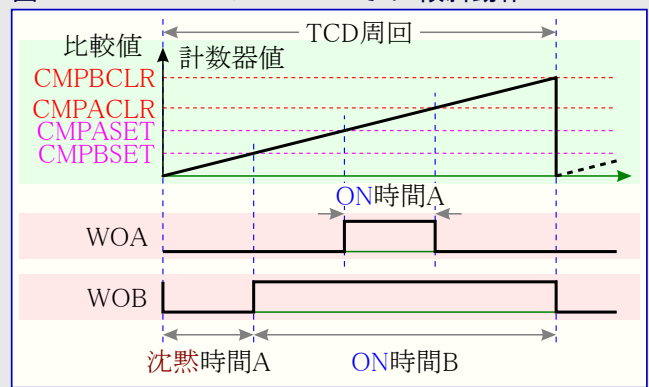 TCD周回
比較値
計数器値
CMPBCLR
CMPACLR
CMPASET
CMPBSET
ON時間A
WOA
WOB
沈黙時間A
ON時間B